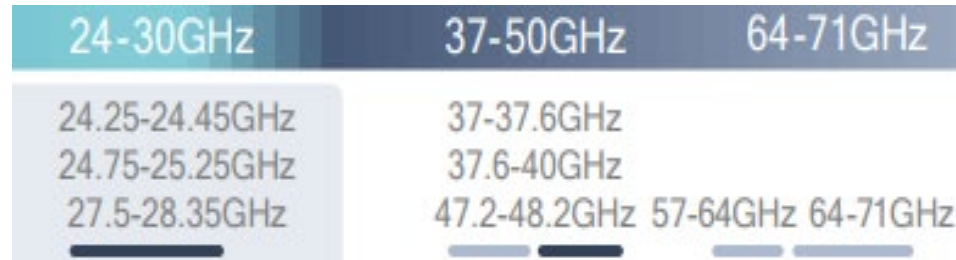 24-30GHz 37-50GHz 64-71GHz
24.25-24.45GHz 37-37.6GHz
24.75-25.25GHz 37.6-40GHz
27.5-28.35GHz 47.2-48.2GHz 57-64GHz 64-71GHz